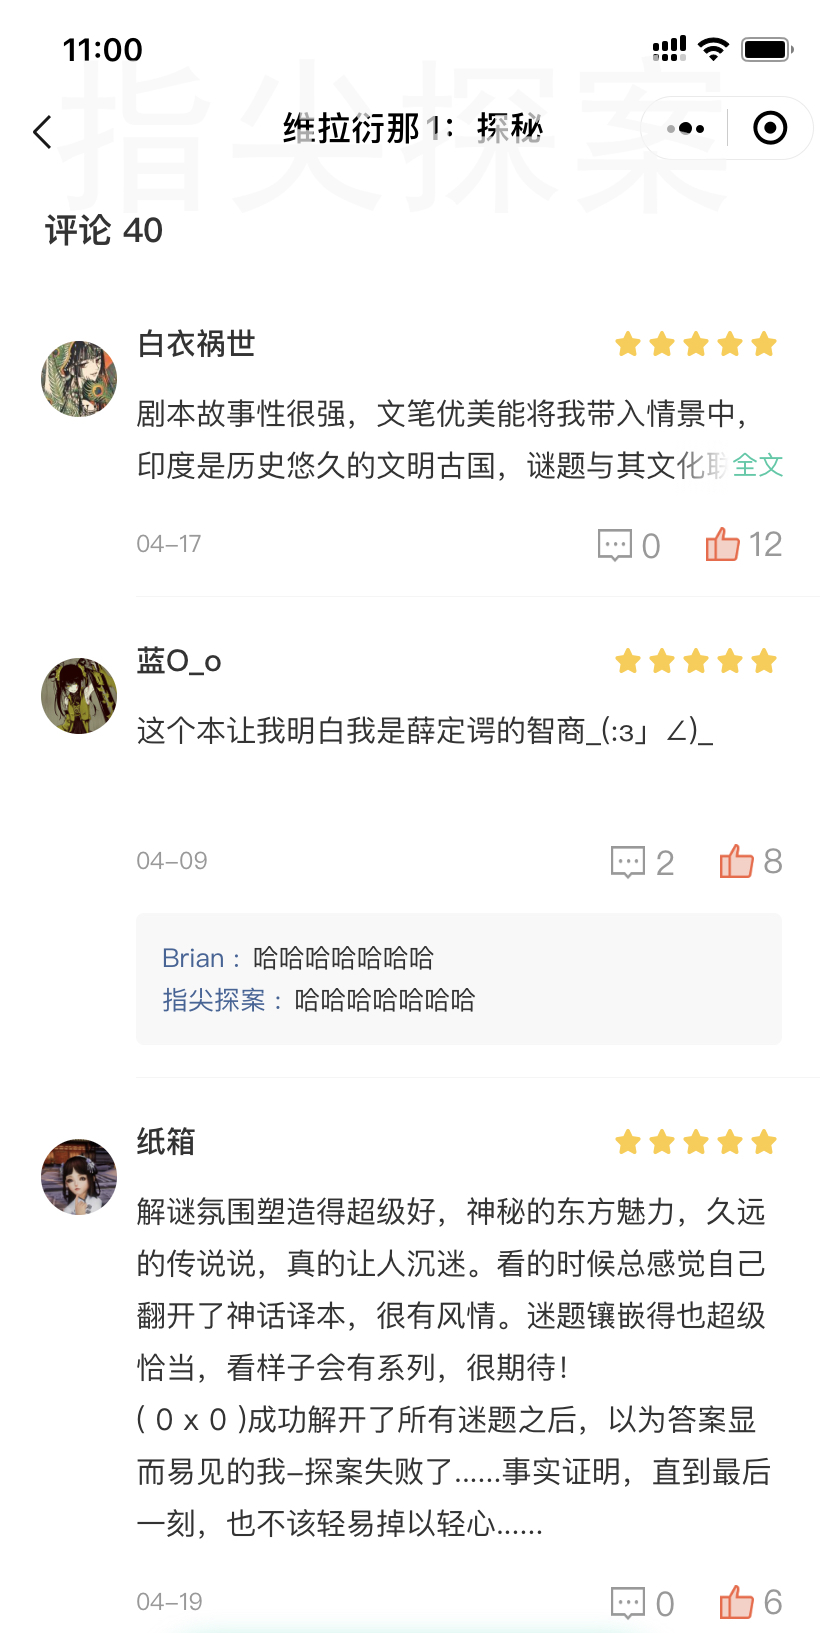 11:00
指尖探案
维拉衍那1：探秘
评论 40
白衣祸世
剧本故事性很强，文笔优美能将我带入情景中，
印度是历史悠久的文明古国，谜题与其文化联全文
04-17
0
12
蓝O_o
这个本让我明白我是薛定谔的智商_(:з」∠)_
04-09
2
8
Brian：哈哈哈哈哈哈哈
指尖探案：哈哈哈哈哈哈哈
纸箱
解谜氛围塑造得超级好，神秘的东方魅力，久远
的传说说，真的让人沉迷。看的时候总感觉自己
翻开了神话译本，很有风情。迷题镶嵌得也超级
恰当，看样子会有系列，很期待！
( 0 x 0 )成功解开了所有迷题之后，以为答案显
而易见的我-探案失败了......事实证明，直到最后
一刻，也不该轻易掉以轻心......
04-19
0
6